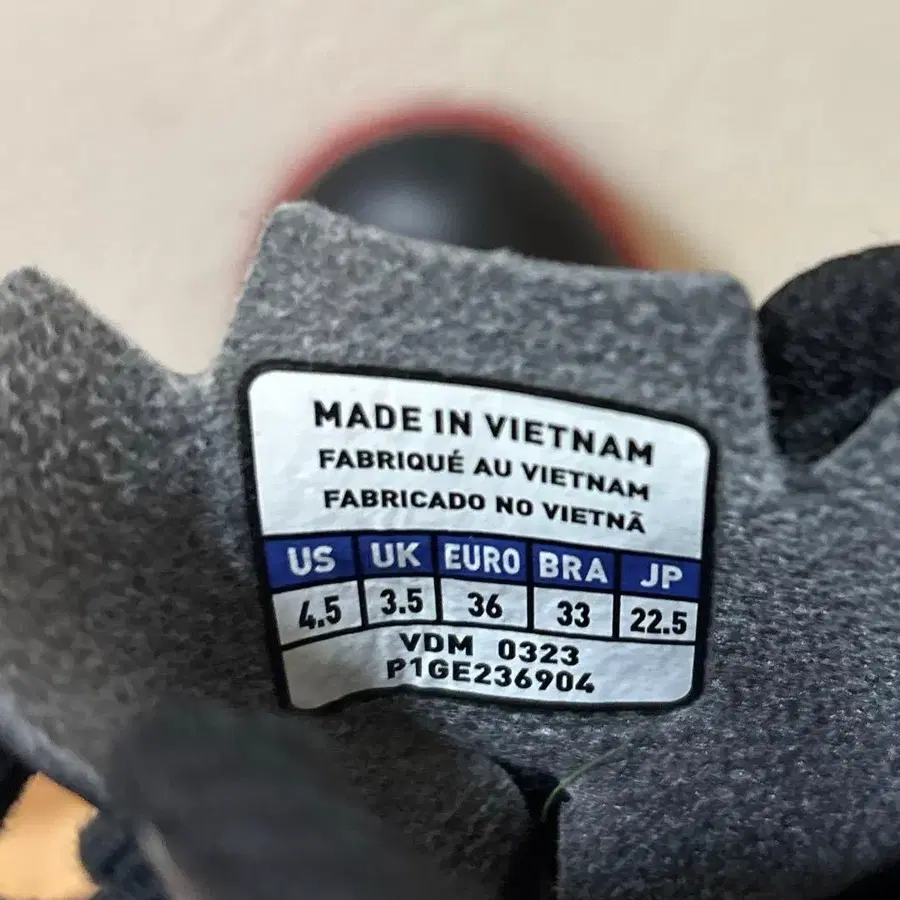 MADE IN VIETNAM
FABRIQUÉ AU VIETNAM
FABRICADO NO VIETNÃ
US UK EURO BRA JP
4.5 3.5 36 33 22.5
VDM 0323
P1GE236904